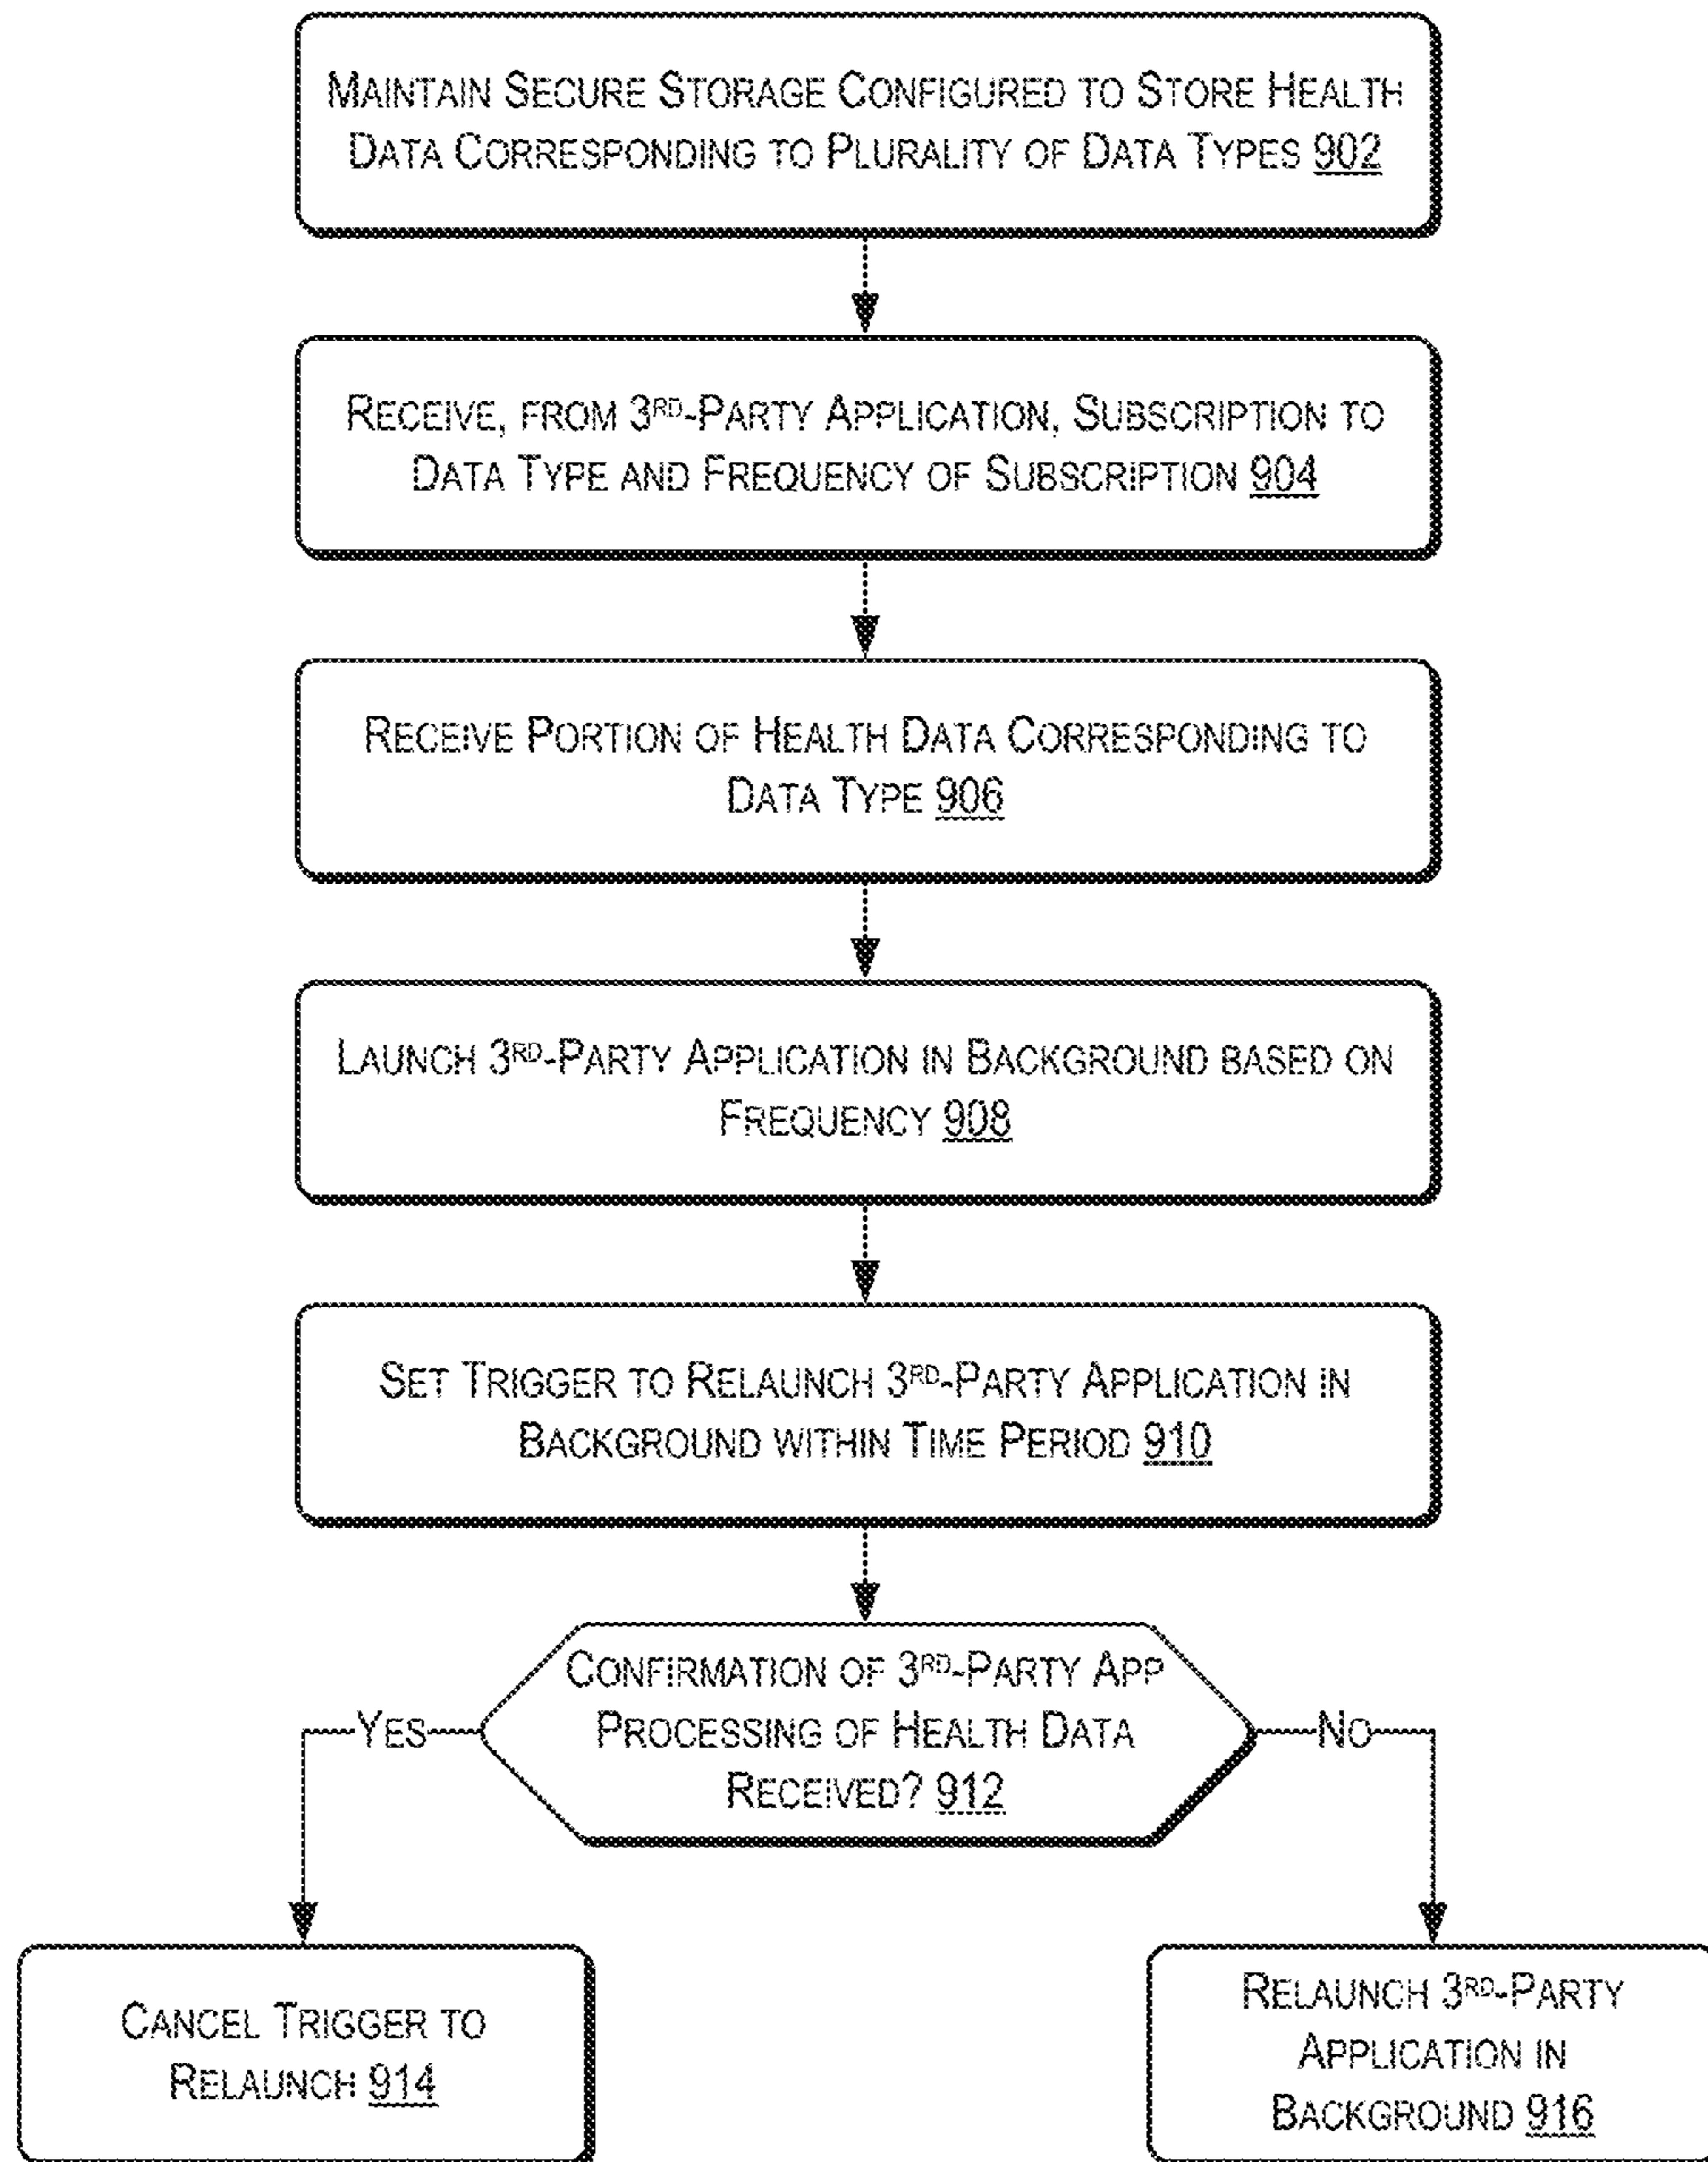 MAINTAIN SECURE STORAGE CONFIGURED TO STORE HEALTH
DATA CORRESPONDING TO PLURALITY OF DATA TYPES 902
RECEIVE, FROM 3RD-PARTY APPLICATION, SUBSCRIPTION TO
DATA TYPE AND FREQUENCY OF SUBSCRIPTION 904
RECEIVE PORTION OF HEALTH DATA CORRESPONDING TO
DATA TYPE 906
LAUNCH 3RD-PARTY APPLICATION IN BACKGROUND BASED ON
FREQUENCY 908
SET TRIGGER TO RELAUNCH 3RD-PARTY APPLICATION IN
BACKGROUND WITHIN TIME PERIOD 910
CONFIRMATION OF 3RD-PARTY APP
PROCESSING OF HEALTH DATA
RECEIVED? 912
YES
NO
CANCEL TRIGGER TO
RELAUNCH 914
RELAUNCH 3RD-PARTY
APPLICATION IN
BACKGROUND 916